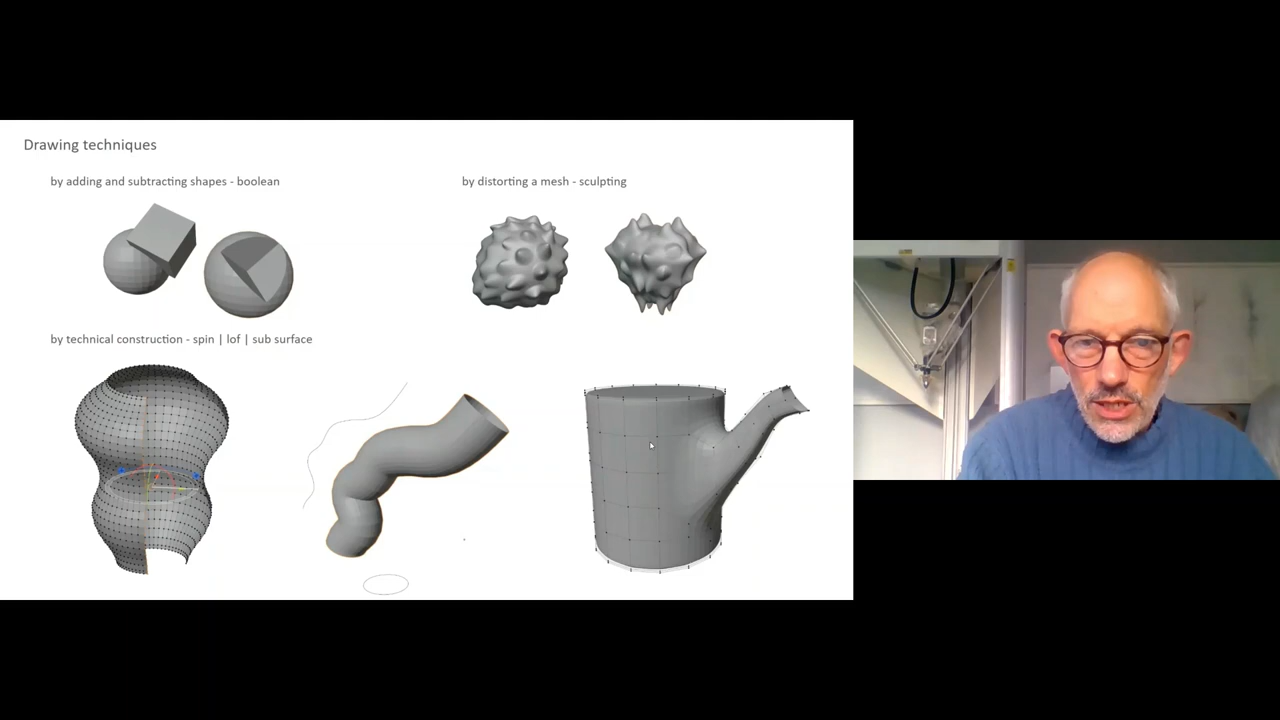 Drawing techniques
by adding and subtracting shapes - boolean
by distorting a mesh - sculpting
by technical construction - spin | lof | sub surface